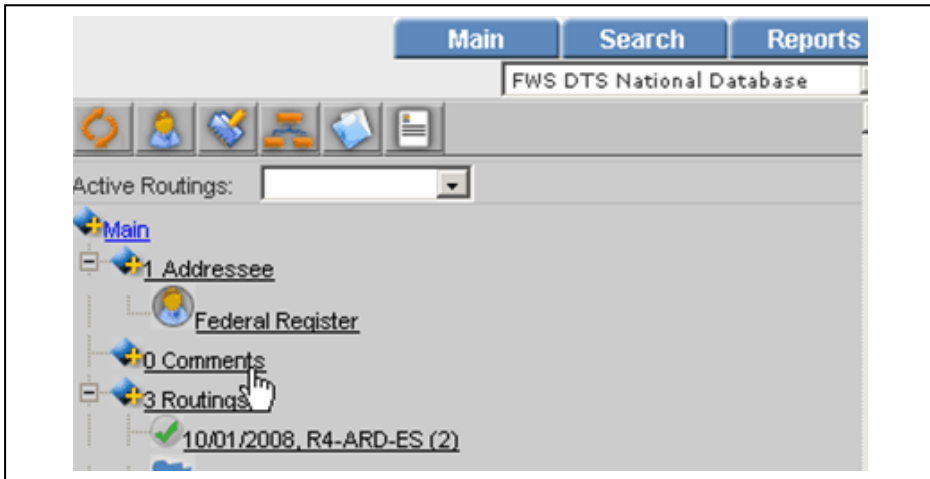 Main Search Reports
FWS DTS National Database
Active Routings:
Main
1 Addressee
Federal Register
0 Comments
3 Routings
10/01/2008, R4-ARD-ES (2)